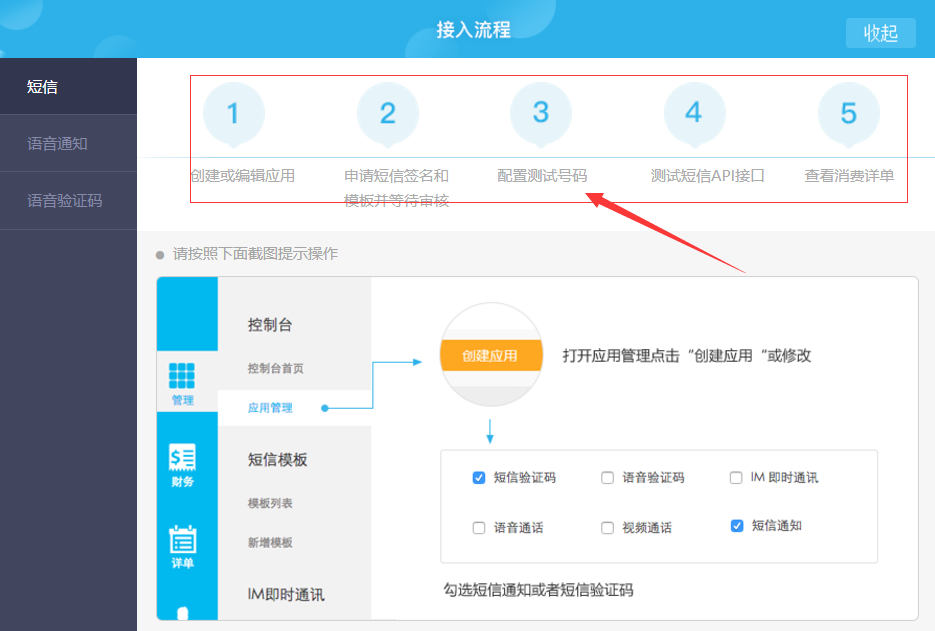 接入流程
收起
短信
语音通知
语音验证码
1
2
3
4
5
创建或编辑应用
申请短信签名和
模板并等待审核
配置测试号码
测试短信API接口
查看消费详单
请按照下面截图提示操作
管理
财务
详单
控制台
控制台首页
应用管理
短信模板
模板列表
新增模板
IM即时通讯
创建应用
打开应用管理点击“创建应用 “或修改
短信验证码
语音验证码
IM 即时通讯
语音通话
视频通话
短信通知
勾选短信通知或者短信验证码